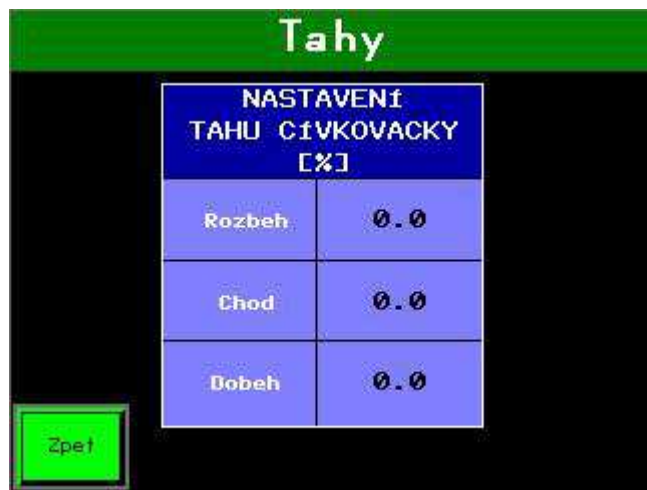 Tahy
NASTAVENí
TAHU CíVKOVACKY
[%]
Rozbeh 0.0
Chod 0.0
Dobeh 0.0
Zpet